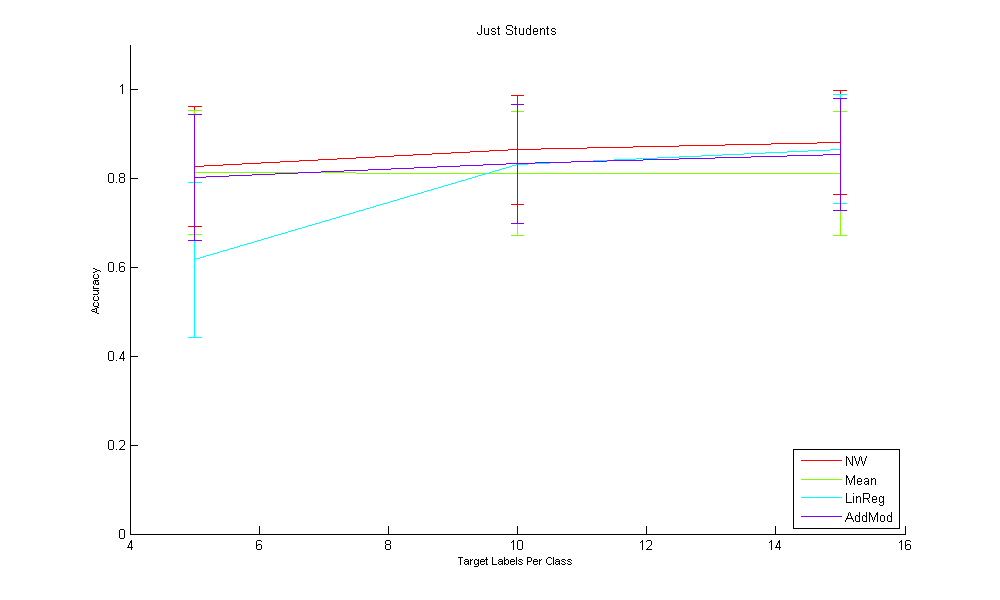 Just Students
1
0.8
0.6
0.4
0.2
0
Accuracy
4 6 8 10 12 14 16
Target Labels Per Class
NW
Mean
LinReg
AddMod